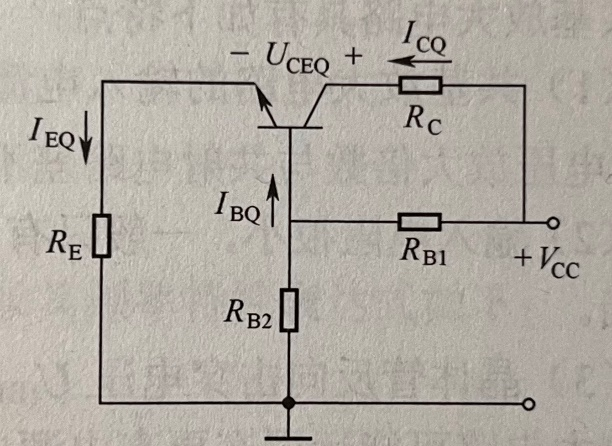 I_CQ
− U_CEQ +
R_C
I_EQ
I_BQ
R_E
R_B1
+V_CC
R_B2